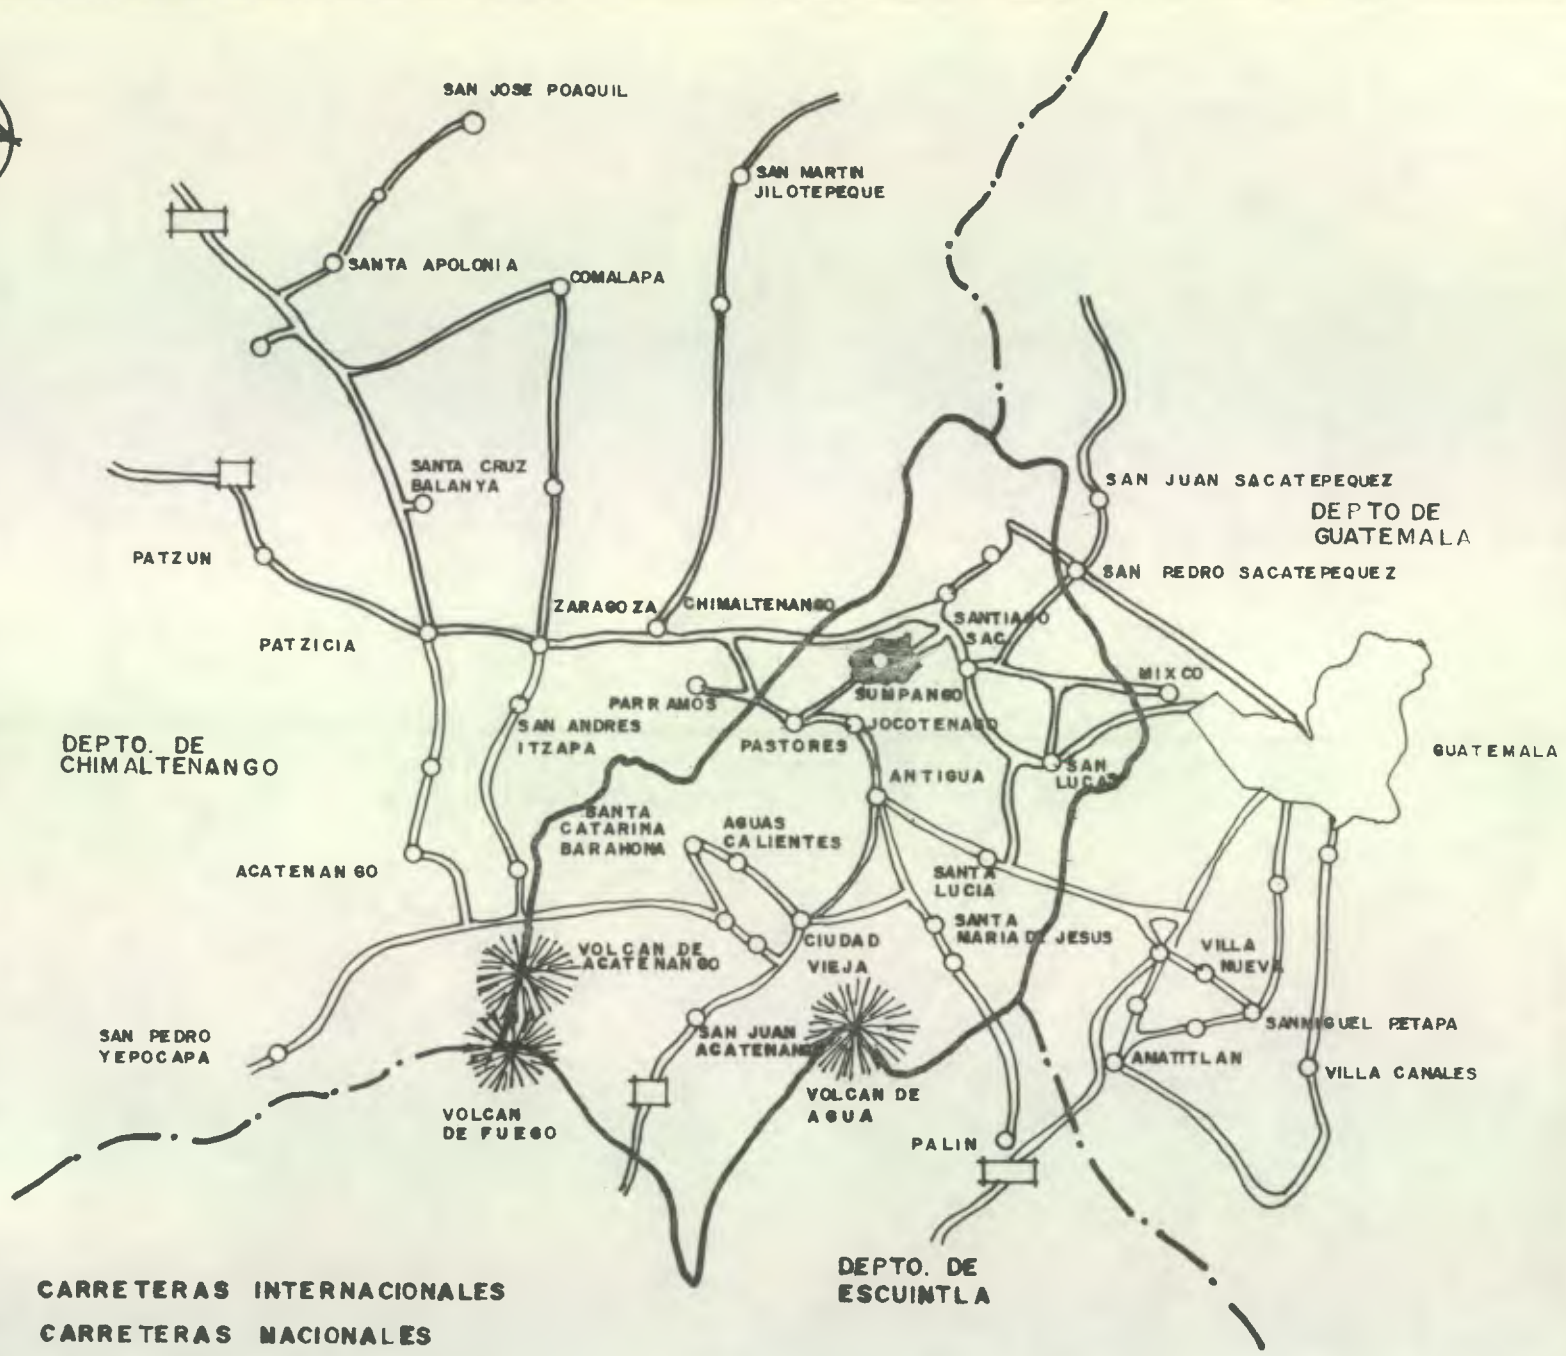 SAN JOSE POAQUIL
SAN MARTIN
JILOTEPEQUE
SANTA APOLONIA
COMALAPA
SANTA CRUZ
BALANYA
SAN JUAN SACATEPEQUEZ
DEPTO DE
GUATEMALA
PATZUN
SAN PEDRO SACATEPEQUEZ
ZARAGOZA
CHIMALTENANGO
SANTIAGO
SAC.
PATZICIA
MIXCO
SUMPANGO
PARRAMOS
SAN ANDRES
ITZAPA
JOCOTENAGO
PASTORES
DEPTO. DE
CHIMALTENANGO
GUATEMALA
SAN
LUCAS
ANTIGUA
SANTA
CATARINA
BARAHONA
AGUAS
CALIENTES
ACATENANGO
SANTA
LUCIA
SANTA
MARIA DE JESUS
CIUDAD
VIEJA
VOLCAN DE
ACATENANGO
VILLA
NUEVA
SAN PEDRO
YEPOCAPA
SAN JUAN
ACATENANGO
SANMIGUEL PETAPA
AMATITLAN
VILLA CANALES
VOLCAN DE
AGUA
VOLCAN
DE FUEGO
PALIN
DEPTO. DE
ESCUINTLA
CARRETERAS INTERNACIONALES
CARRETERAS NACIONALES